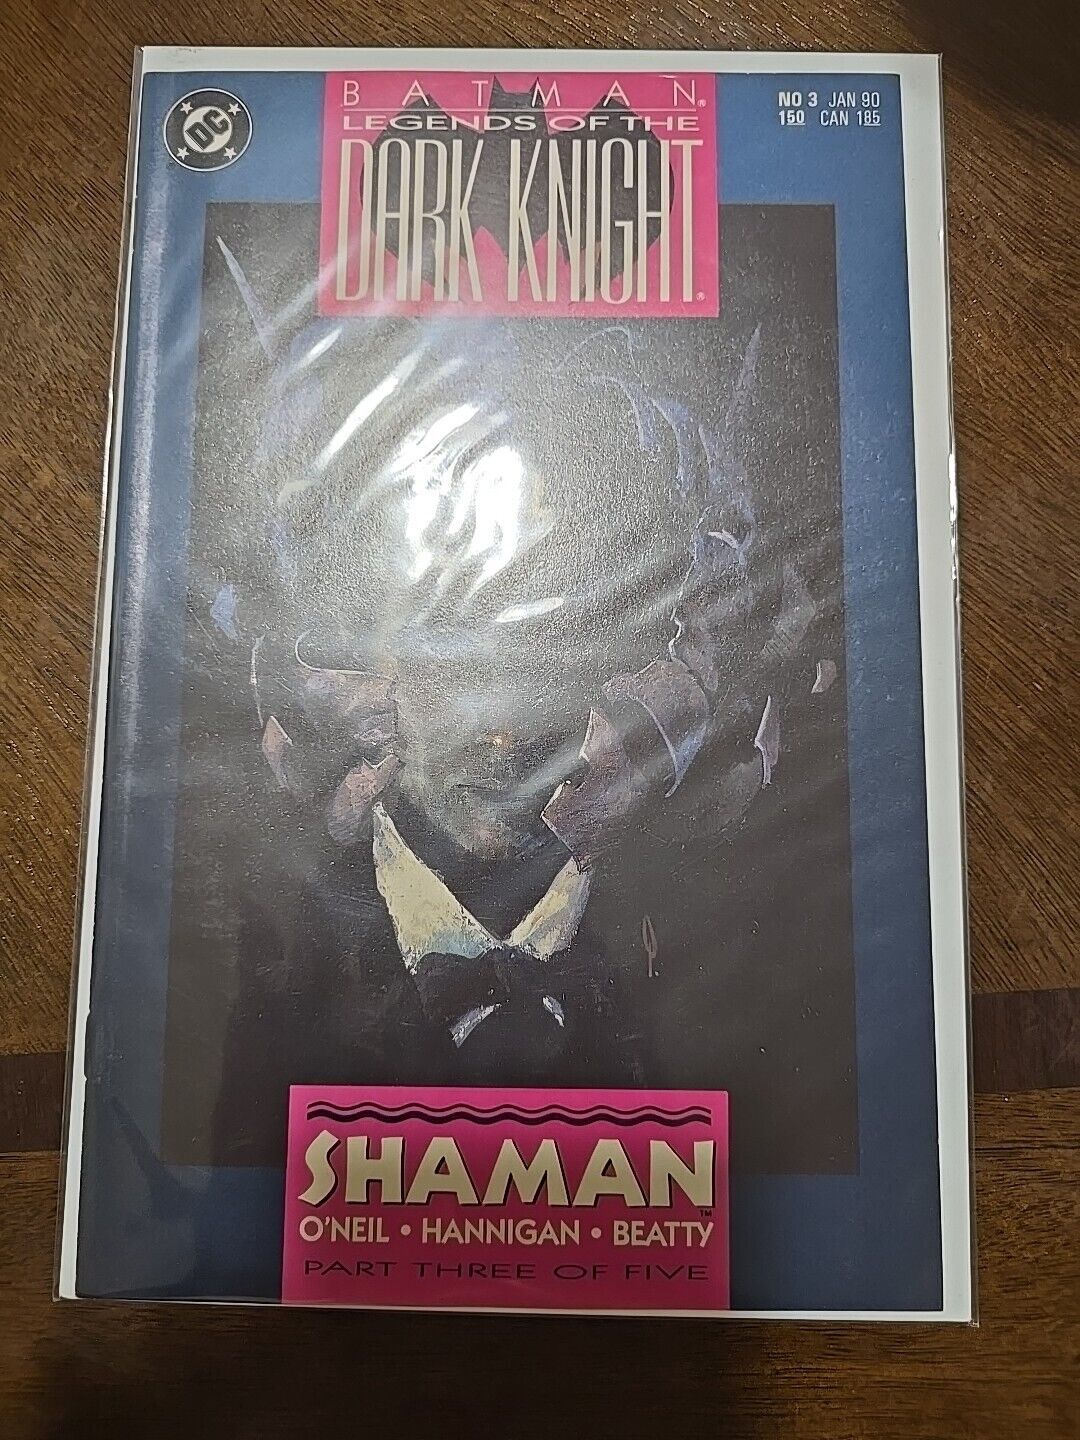 DC
BATMAN®
LEGENDS OF THE
DARK KNIGHT®
NO 3 JAN 90
150 CAN 185
SHAMAN™
O'NEIL • HANNIGAN • BEATTY
PART THREE OF FIVE